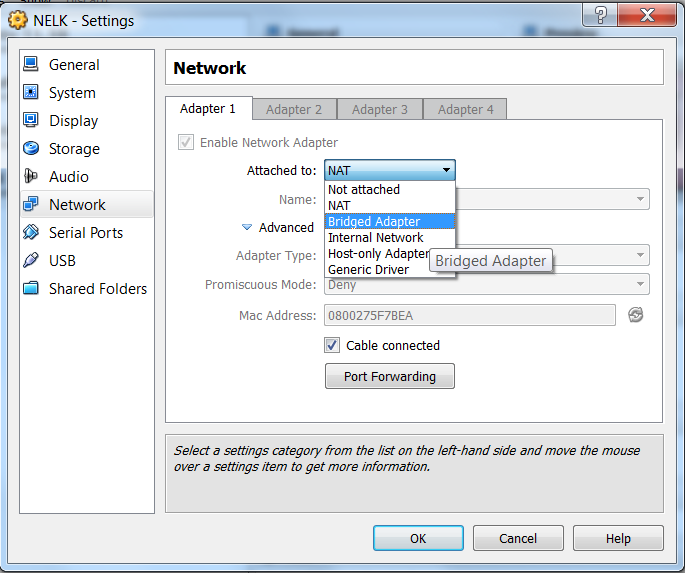 NELK - Settings
General
System
Display
Storage
Audio
Network
Serial Ports
USB
Shared Folders
Network
Adapter 1 Adapter 2 Adapter 3 Adapter 4
Enable Network Adapter
Attached to: NAT
Not attached
Name: NAT
Bridged Adapter
Advanced Internal Network
Adapter Type: Host-only Adapter
Bridged Adapter
Generic Driver
Promiscuous Mode: Deny
Mac Address: 0800275F7BEA
Cable connected
Port Forwarding
Select a settings category from the list on the left-hand side and move the mouse
over a settings item to get more information.
OK Cancel Help